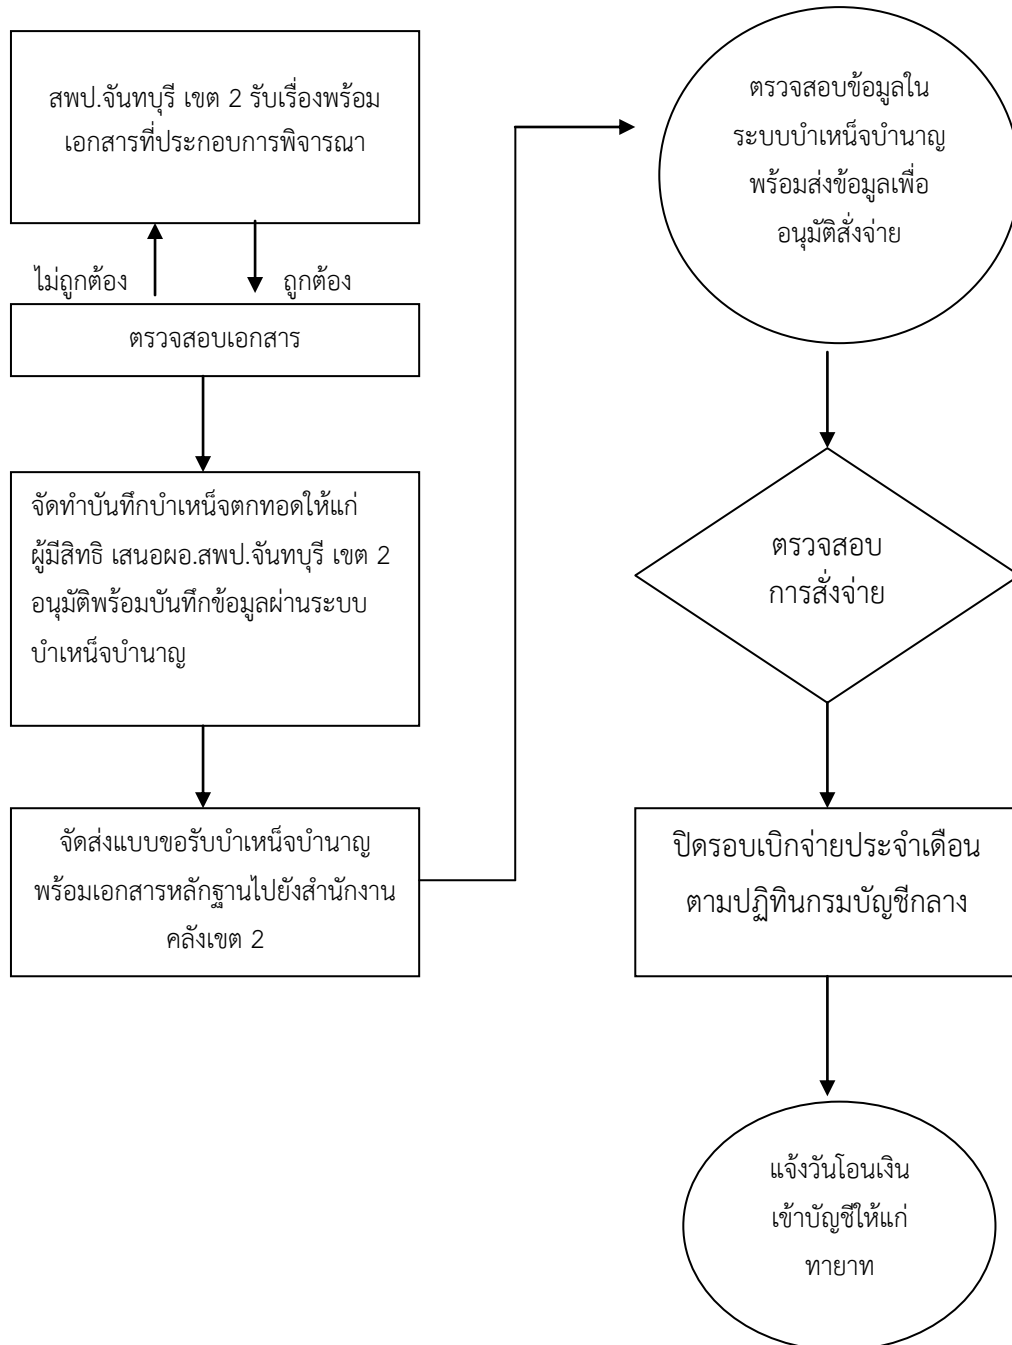 สพป.จันทบุรี เขต 2 รับเรื่องพร้อม
เอกสารที่ประกอบการพิจารณา
ไม่ถูกต้อง
ถูกต้อง
ตรวจสอบเอกสาร
จัดทำบันทึกบำเหน็จตกทอดให้แก่
ผู้มีสิทธิ เสนอผอ.สพป.จันทบุรี เขต 2
อนุมัติพร้อมบันทึกข้อมูลผ่านระบบ
บำเหน็จบำนาญ
จัดส่งแบบขอรับบำเหน็จบำนาญ
พร้อมเอกสารหลักฐานไปยังสำนักงาน
คลังเขต 2
ตรวจสอบข้อมูลใน
ระบบบำเหน็จบำนาญ
พร้อมส่งข้อมูลเพื่อ
อนุมัติสั่งจ่าย
ตรวจสอบ
การสั่งจ่าย
ปิดรอบเบิกจ่ายประจำเดือน
ตามปฏิทินกรมบัญชีกลาง
แจ้งวันโอนเงิน
เข้าบัญชีให้แก่
ทายาท